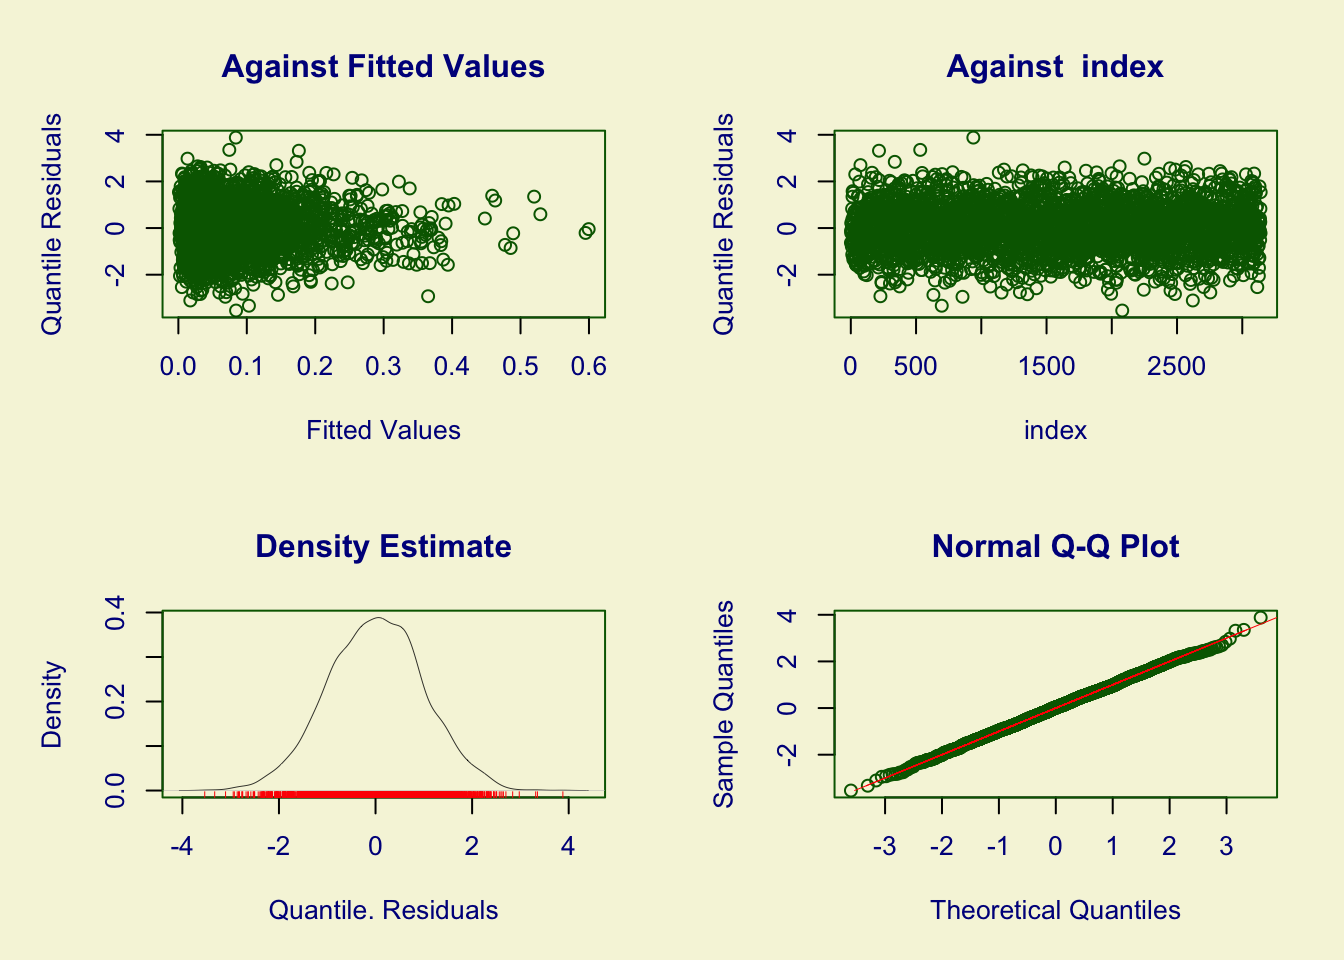 Against Fitted Values
Quantile Residuals
4
2
0
-2
0.0 0.1 0.2 0.3 0.4 0.5 0.6
Fitted Values
Against  index
Quantile Residuals
4
2
0
-2
0 500 1500 2500
index
Density Estimate
Density
0.4
0.2
0.0
-4 -2 0 2 4
Quantile. Residuals
Normal Q-Q Plot
Sample Quantiles
4
2
0
-2
-3 -2 -1 0 1 2 3
Theoretical Quantiles